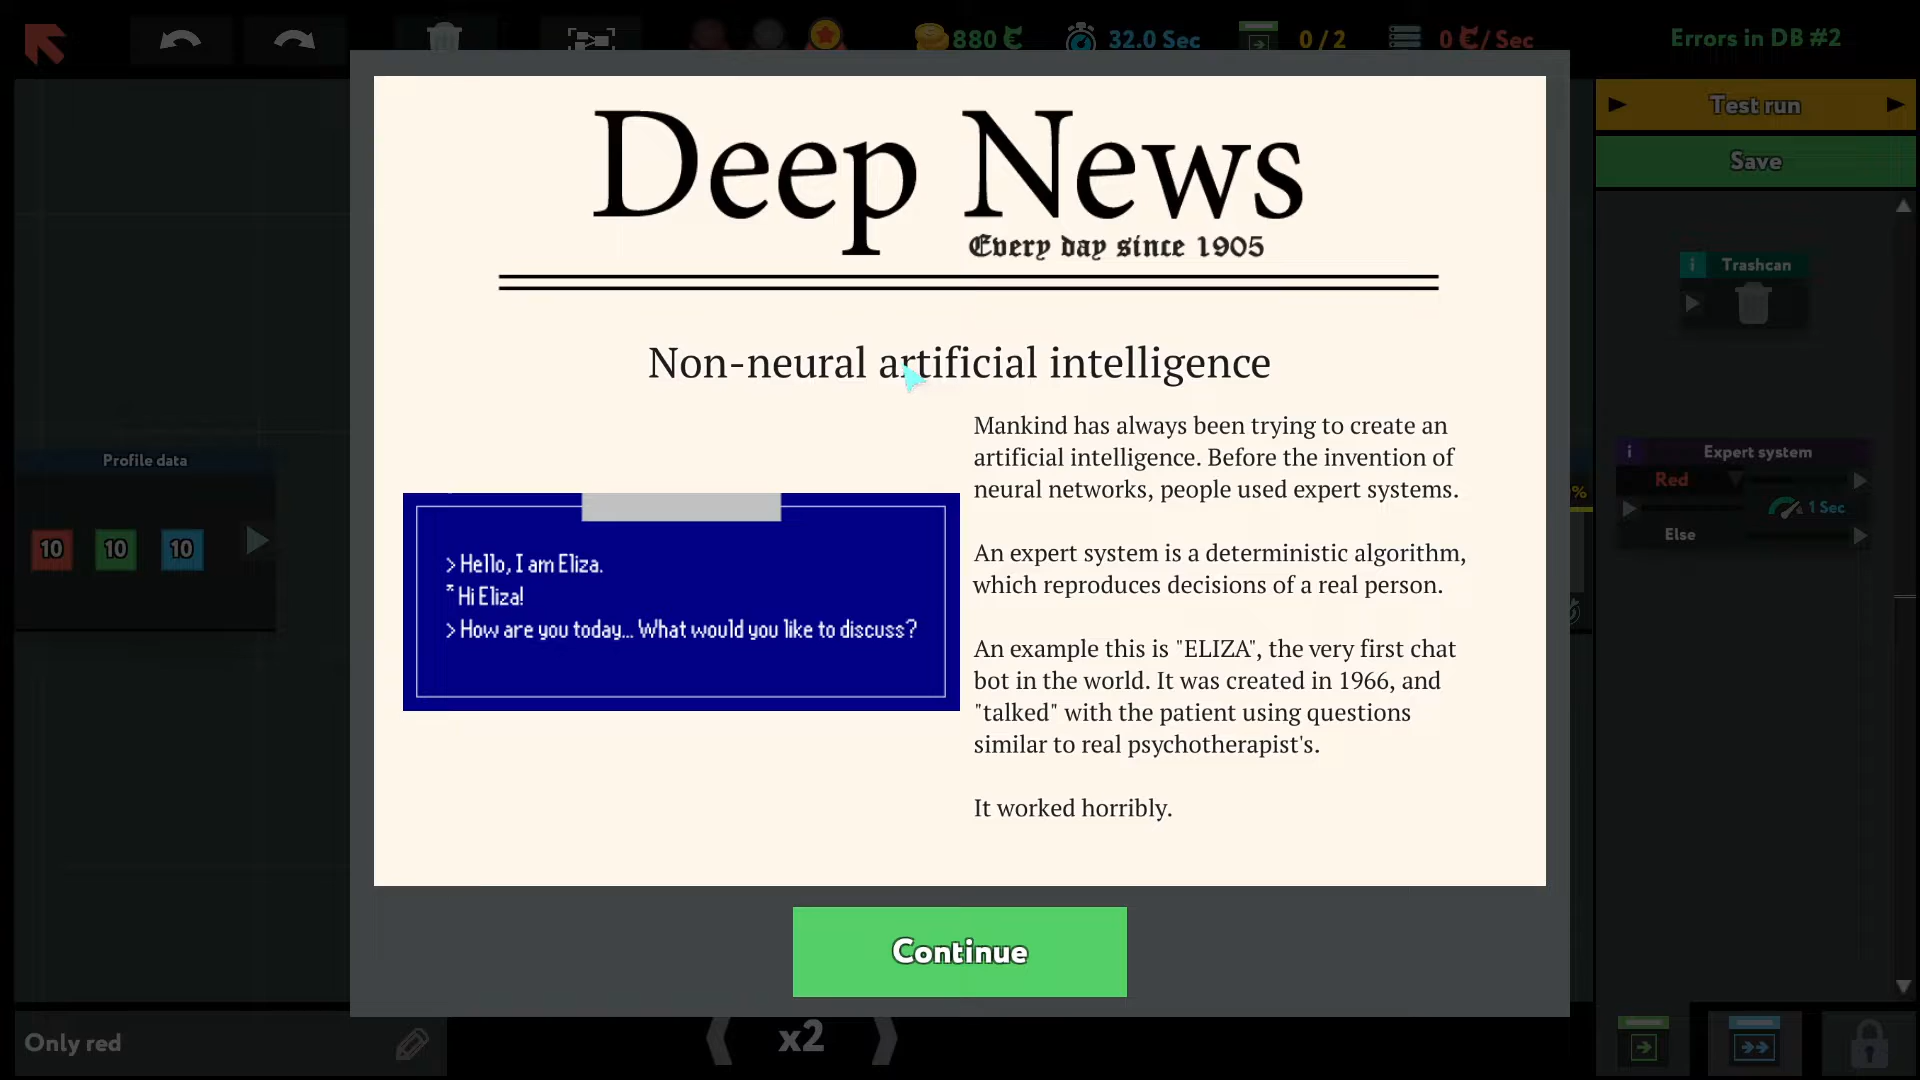 880
32.0 Sec
0 / 2
0 €/ Sec
Errors in DB #2
Test run
Save
Deep News
Every day since 1905
Non-neural artificial intelligence
Mankind has always been trying to create an
artificial intelligence. Before the invention of
neural networks, people used expert systems.
An expert system is a deterministic algorithm,
which reproduces decisions of a real person.
An example this is "ELIZA", the very first chat
bot in the world. It was created in 1966, and
"talked" with the patient using questions
similar to real psychotherapist's.
It worked horribly.
> Hello, I am Eliza.
* Hi Eliza!
> How are you today... What would you like to discuss?
Profile data
10 10 10
i Trashcan
i Expert system
Red
1 Sec
Else
%
Continue
Only red
x2